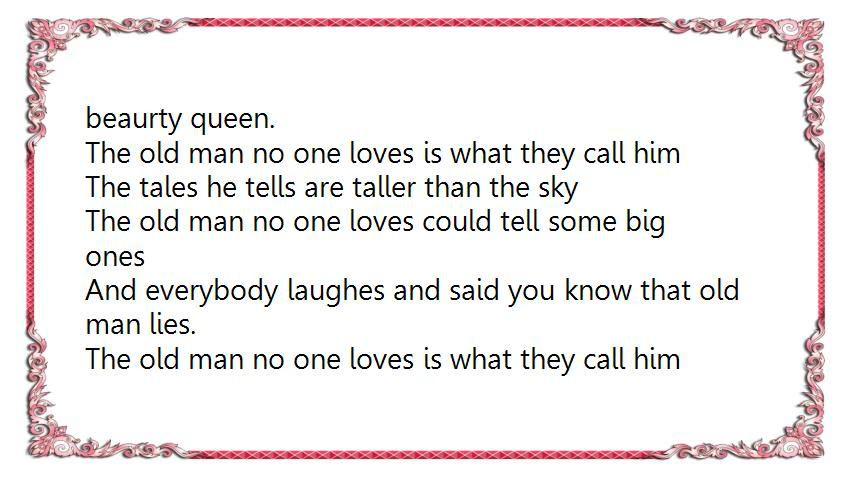 beaurty queen.
The old man no one loves is what they call him
The tales he tells are taller than the sky
The old man no one loves could tell some big
ones
And everybody laughes and said you know that old
man lies.
The old man no one loves is what they call him